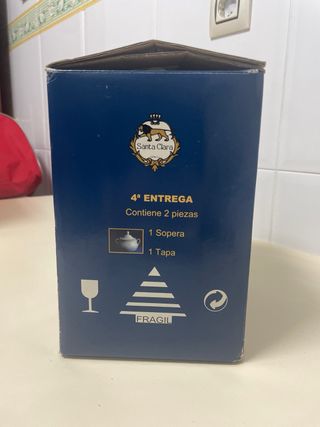 Santa Clara
4ª ENTREGA
Contiene 2 piezas
1 Sopera
1 Tapa
FRAGIL